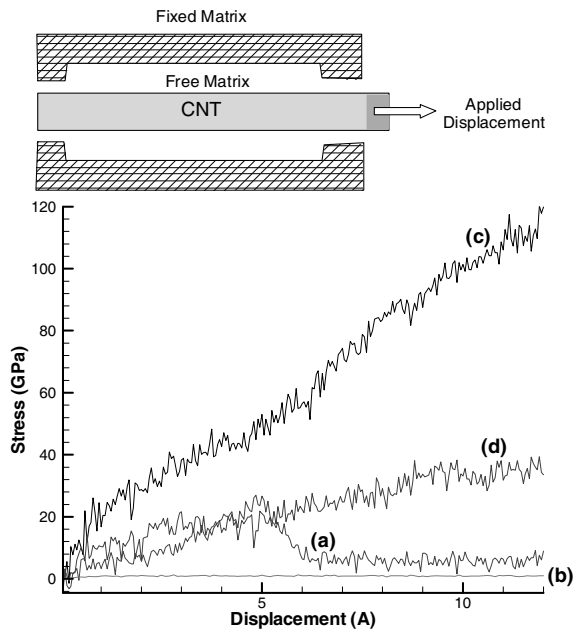 Fixed Matrix
Free Matrix
CNT
Applied
Displacement
120
100
80
60
40
20
0
Stress (GPa)
(c)
(d)
(a)
(b)
5
10
Displacement (A)